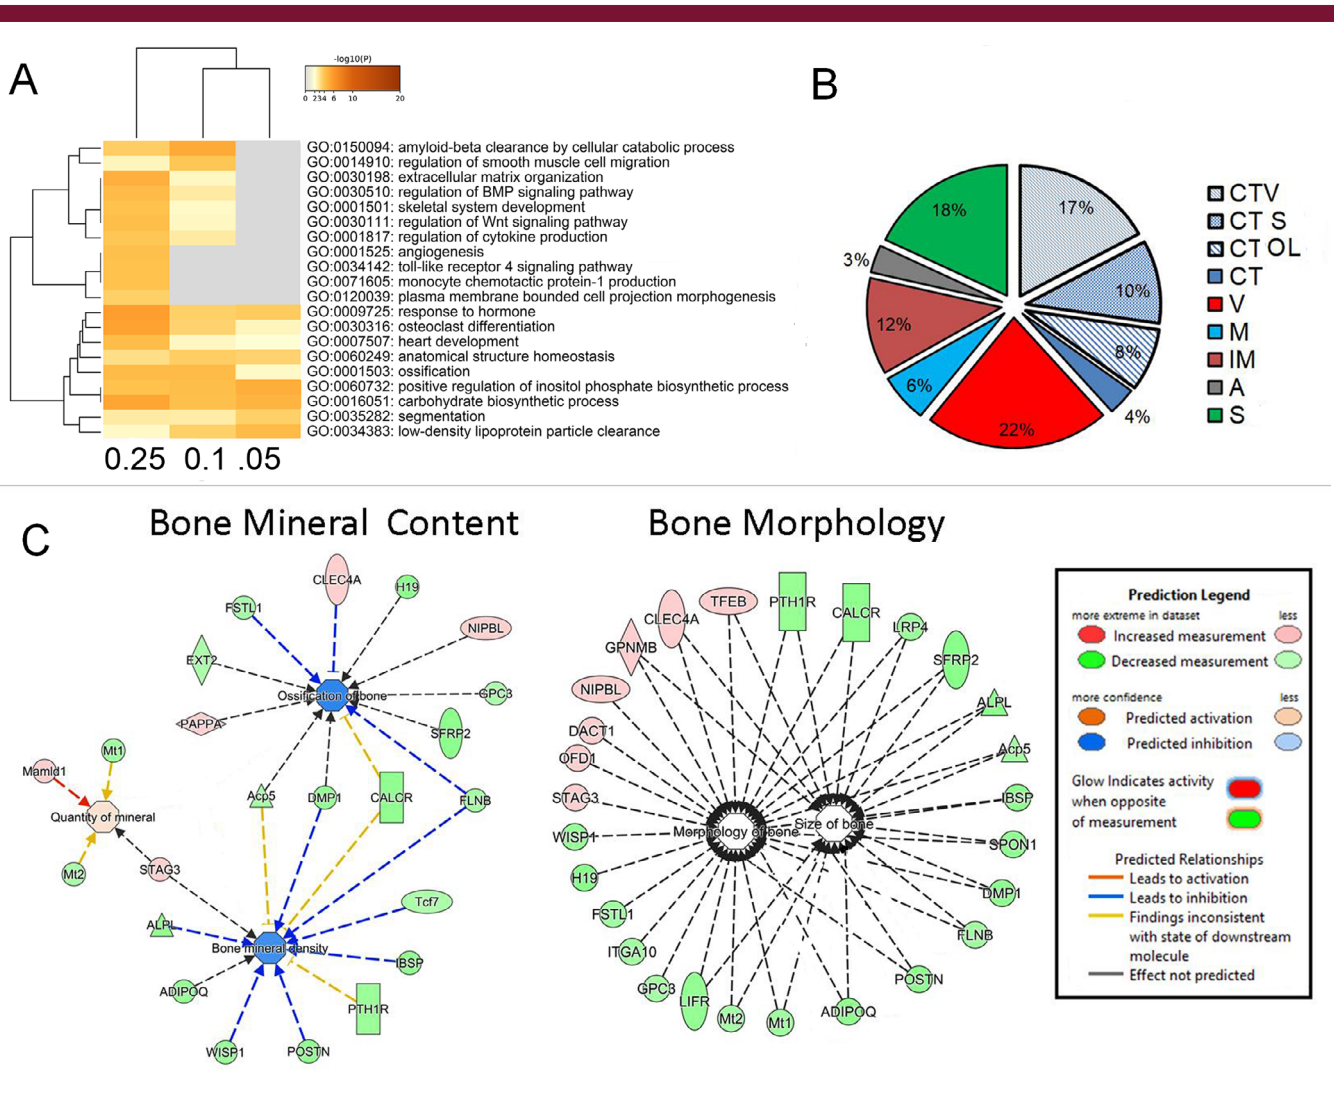 A
-log10(P)
0 2 3 4 6 10 20
GO:0150094: amyloid-beta clearance by cellular catabolic process
GO:0014910: regulation of smooth muscle cell migration
GO:0030198: extracellular matrix organization
GO:0030510: regulation of BMP signaling pathway
GO:0001501: skeletal system development
GO:0030111: regulation of Wnt signaling pathway
GO:0001817: regulation of cytokine production
GO:0001525: angiogenesis
GO:0034142: toll-like receptor 4 signaling pathway
GO:0071605: monocyte chemotactic protein-1 production
GO:0120039: plasma membrane bounded cell projection morphogenesis
GO:0009725: response to hormone
GO:0030316: osteoclast differentiation
GO:0007507: heart development
GO:0060249: anatomical structure homeostasis
GO:0001503: ossification
GO:0060732: positive regulation of inositol phosphate biosynthetic process
GO:0016051: carbohydrate biosynthetic process
GO:0035282: segmentation
GO:0034383: low-density lipoprotein particle clearance
0.25 0.1 .05
B
17%
10%
8%
4%
22%
6%
12%
3%
18%
CTV
CT S
CT OL
CT
V
M
IM
A
S
C
Bone Mineral Content
CLEC4A
H19
FSTL1
NIPBL
EXT2
Ossification of bone
GPC3
PAPPA
SFRP2
Mt1
Mamld1
Acp5
DMP1
CALCR
FLNB
Quantity of mineral
Mt2
STAG3
Tcf7
ALPL
Bone mineral density
IBSP
ADIPOQ
PTH1R
WISP1
POSTN
Bone Morphology
TFEB
PTH1R
CALCR
CLEC4A
LRP4
GPNMB
SFRP2
NIPBL
ALPL
DACT1
Acp5
OFD1
STAG3
IBSP
Morphology of bone
Size of bone
WISP1
SPON1
H19
DMP1
FSTL1
FLNB
ITGA10
POSTN
GPC3
LIFR
Mt2
Mt1
ADIPOQ
Prediction Legend
more extreme in dataset less
Increased measurement
Decreased measurement
more confidence less
Predicted activation
Predicted inhibition
Glow Indicates activity
when opposite
of measurement
Predicted Relationships
Leads to activation
Leads to inhibition
Findings inconsistent
with state of downstream
molecule
Effect not predicted